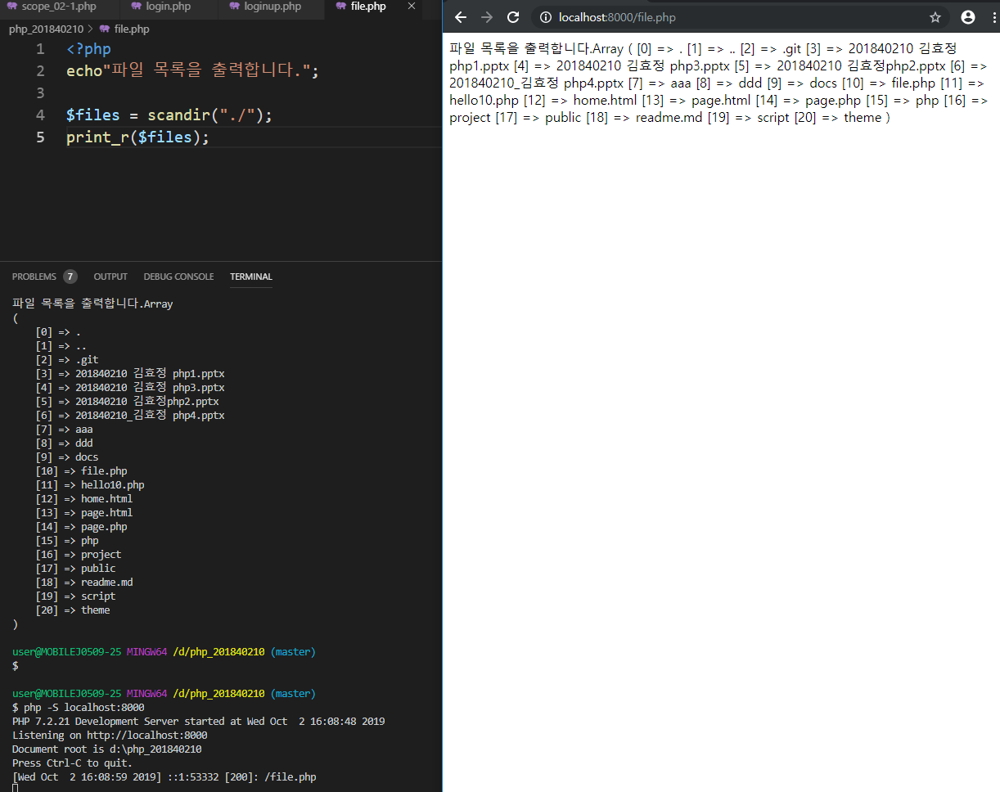 scope_02-1.php login.php loginup.php file.php
php_201840210 > file.php
1 <?php
2 echo"파일 목록을 출력합니다.";
3
4 $files = scandir("./");
5 print_r($files);
PROBLEMS 7 OUTPUT DEBUG CONSOLE TERMINAL
파일 목록을 출력합니다.Array
(
    [0] => .
    [1] => ..
    [2] => .git
    [3] => 201840210 김효정 php1.pptx
    [4] => 201840210 김효정 php3.pptx
    [5] => 201840210 김효정php2.pptx
    [6] => 201840210_김효정 php4.pptx
    [7] => aaa
    [8] => ddd
    [9] => docs
    [10] => file.php
    [11] => hello10.php
    [12] => home.html
    [13] => page.html
    [14] => page.php
    [15] => php
    [16] => project
    [17] => public
    [18] => readme.md
    [19] => script
    [20] => theme
)
user@MOBILEJ0509-25 MINGW64 /d/php_201840210 (master)
$
user@MOBILEJ0509-25 MINGW64 /d/php_201840210 (master)
$ php -S localhost:8000
PHP 7.2.21 Development Server started at Wed Oct  2 16:08:48 2019
Listening on http://localhost:8000
Document root is d:\php_201840210
Press Ctrl-C to quit.
[Wed Oct  2 16:08:59 2019] ::1:53332 [200]: /file.php
localhost:8000/file.php
파일 목록을 출력합니다.Array ( [0] => . [1] => .. [2] => .git [3] => 201840210 김효정
php1.pptx [4] => 201840210 김효정 php3.pptx [5] => 201840210 김효정php2.pptx [6] =>
201840210_김효정 php4.pptx [7] => aaa [8] => ddd [9] => docs [10] => file.php [11] =>
hello10.php [12] => home.html [13] => page.html [14] => page.php [15] => php [16] =>
project [17] => public [18] => readme.md [19] => script [20] => theme )